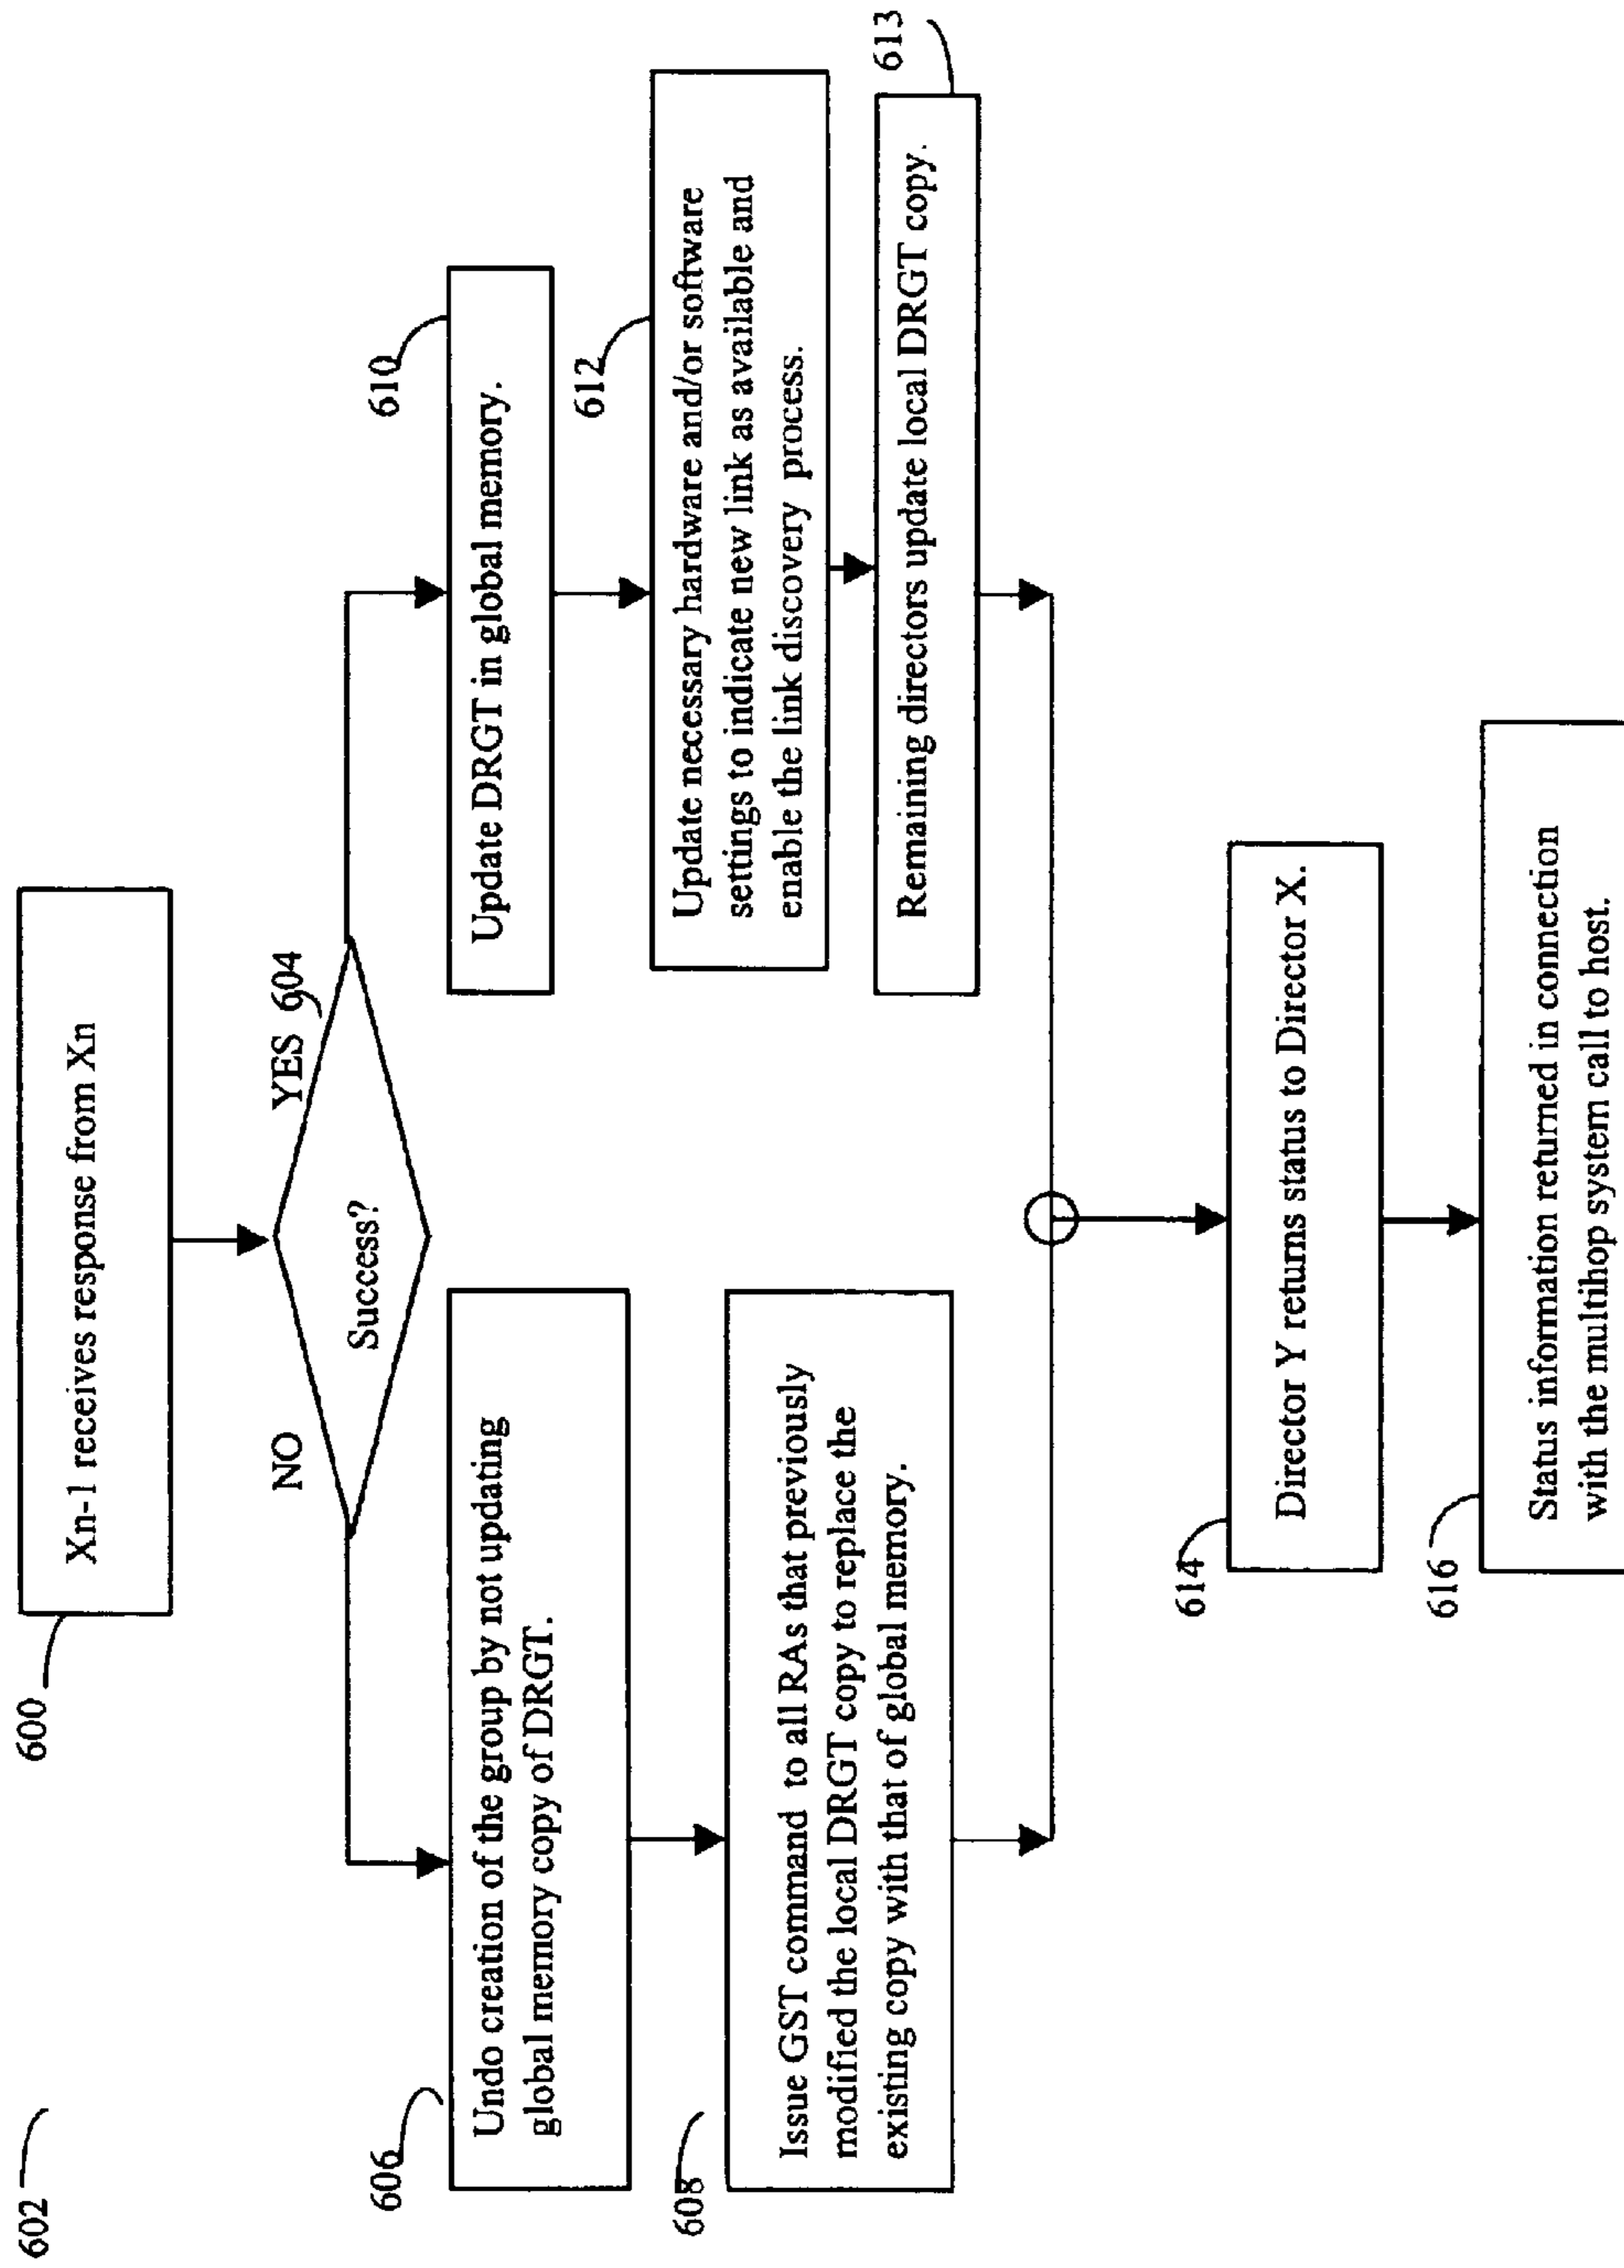 602
600
Xn-1 receives response from Xn
NO
YES 604
Success?
606
Undo creation of the group by not updating
global memory copy of DRGT.
610
Update DRGT in global memory.
608
Issue GST command to all RAs that previously
modified the local DRGT copy to replace the
existing copy with that of global memory.
612
Update necessary hardware and/or software
settings to indicate new link as available and
enable the link discovery process.
613
Remaining directors update local DRGT copy.
614
Director Y returns status to Director X.
616
Status information returned in connection
with the multihop system call to host.